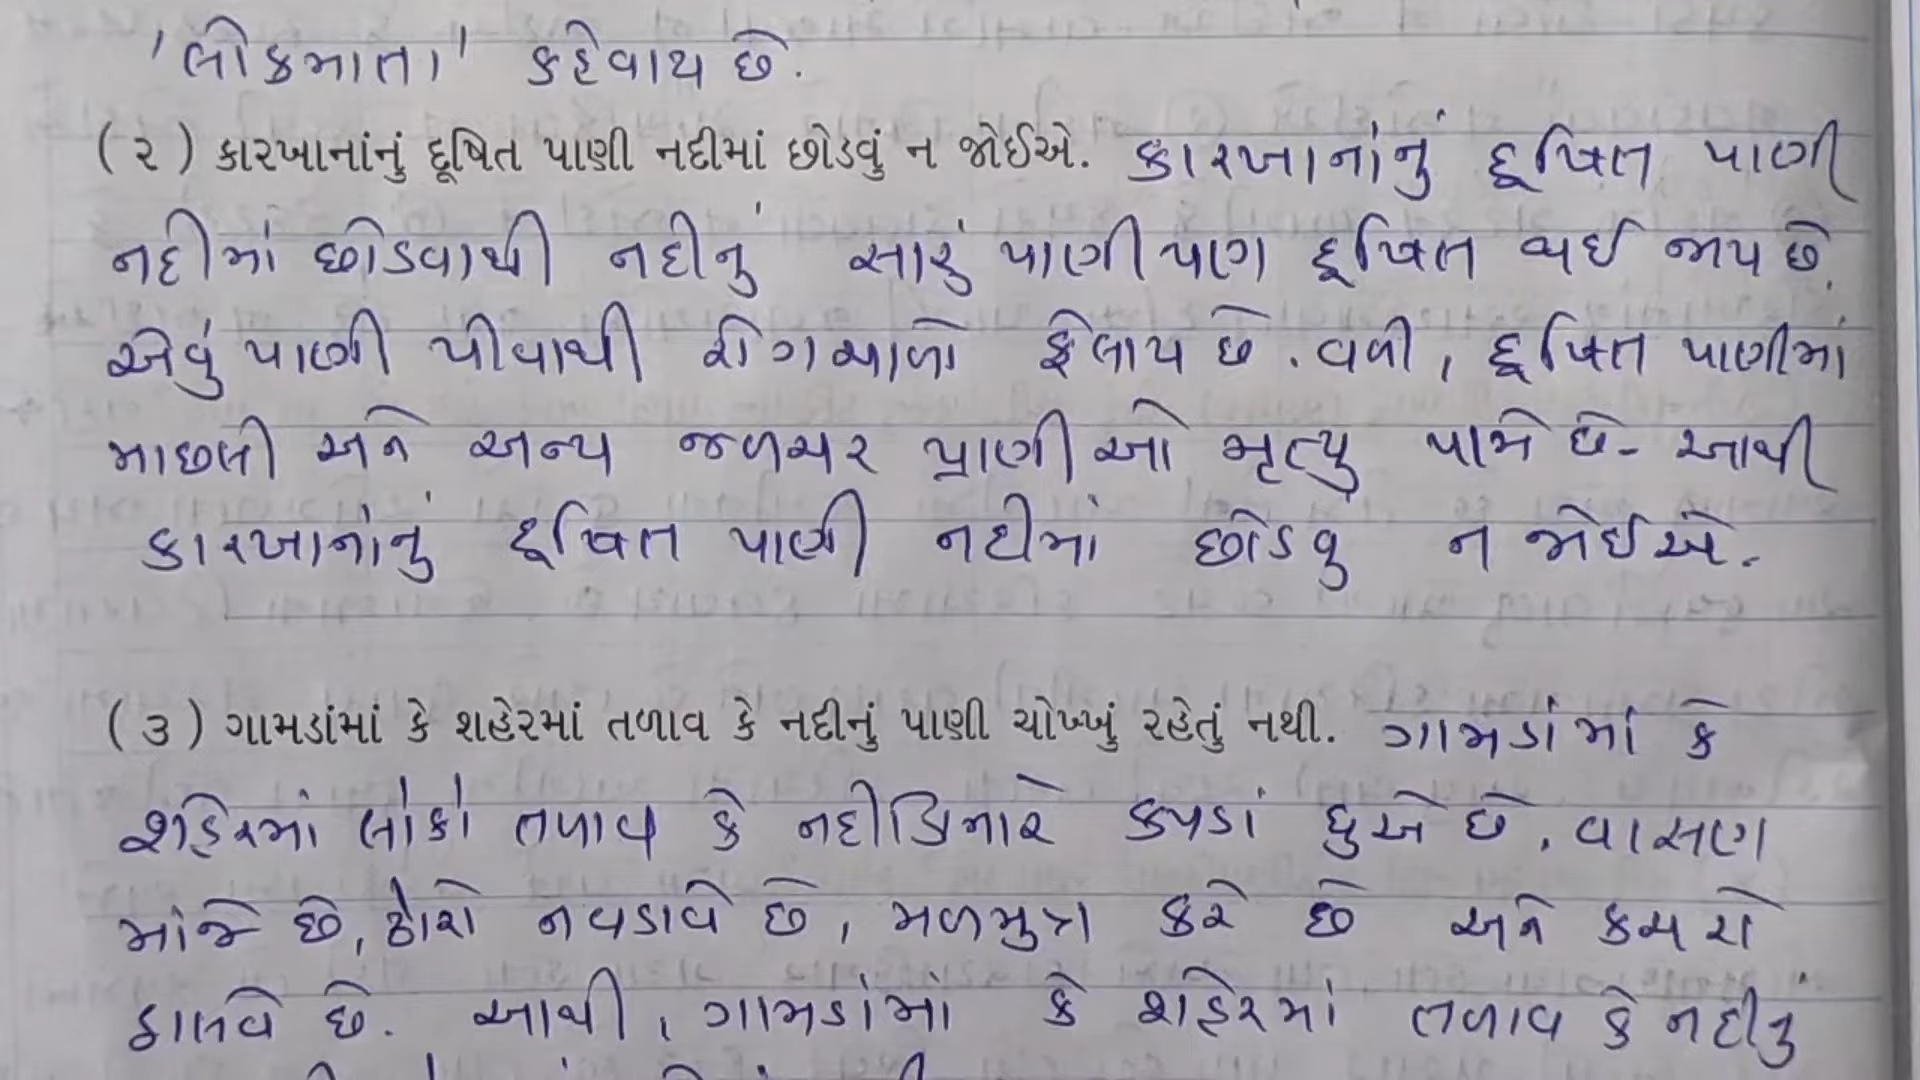 'લોકમાતા' કહેવાય છે.
(૨) કારખાનાંનું દૂષિત પાણી નદીમાં છોડવું ન જોઈએ. કારખાનાંનું દૂષિત પાણી
નદીમાં છોડવાથી નદીનું સારું પાણી પણ દૂષિત થઈ જાય છે.
એવું પાણી પીવાથી રોગચાળો ફેલાય છે. વળી, દૂષિત પાણીમાં
માછલી અને અન્ય જળચર પ્રાણીઓ મૃત્યુ પામે છે. આથી
કારખાનાંનું દૂષિત પાણી નદીમાં છોડવુ ન જોઈએ.
(૩) ગામડાંમાં કે શહેરમાં તળાવ કે નદીનું પાણી ચોખ્ખું રહેતું નથી. ગામડાંમાં કે
શહેરમાં લોકો તળાવ કે નદીકિનારે કપડાં ધુએ છે, વાસણ
માંજે છે, ઢોરો નવડાવે છે, મળમુત્ર કરે છે અને કચરો
ઠાલવે છે. આથી, ગામડાંમાં કે શહેરમાં તળાવ કે નદીનુ